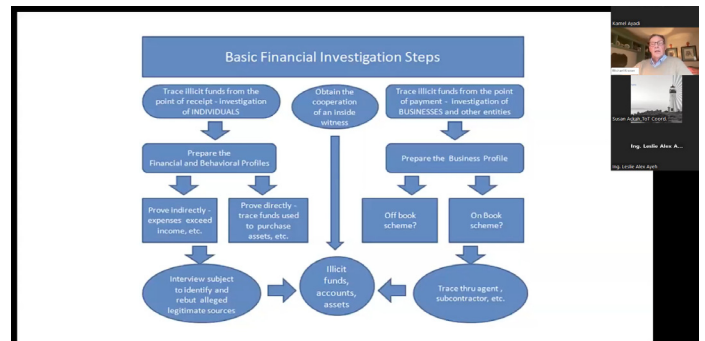 Basic Financial Investigation Steps
Trace illicit funds from the
point of receipt - investigation
of INDIVIDUALS
Obtain the
cooperation
of an inside
witness
Trace illicit funds from the point
of payment - investigation of
BUSINESSES and other entities
Prepare the
Financial and Behavioral Profiles
Prepare the Business Profile
Prove indirectly -
expenses exceed
income, etc.
Prove directly -
trace funds used
to purchase
assets, etc.
Off book
scheme?
On Book
scheme?
Interview subject
to identify and
rebut alleged
legitimate sources
Illicit
funds,
accounts,
assets
Trace thru agent ,
subcontractor, etc.
Kamel Ayadi
Ing. Leslie Alex A...
Ing. Leslie Alex Ayeh